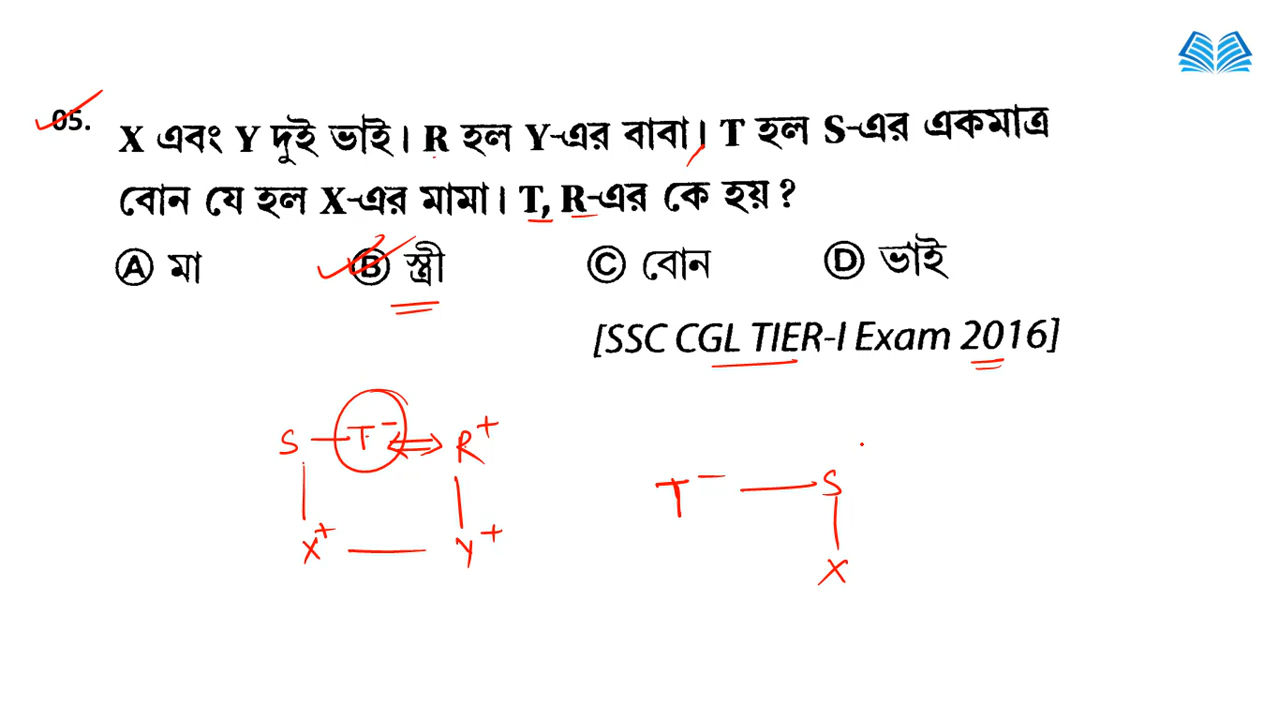 05. X এবং Y দুই ভাই। R হল Y-এর বাবা। T হল S-এর একমাত্র
বোন যে হল X-এর মামা। T, R-এর কে হয় ?
A মা B স্ত্রী C বোন D ভাই
[SSC CGL TIER-I Exam 2016]
S — T⁻ ⇔ R⁺
X⁺ — Y⁺
T⁻ — S
X